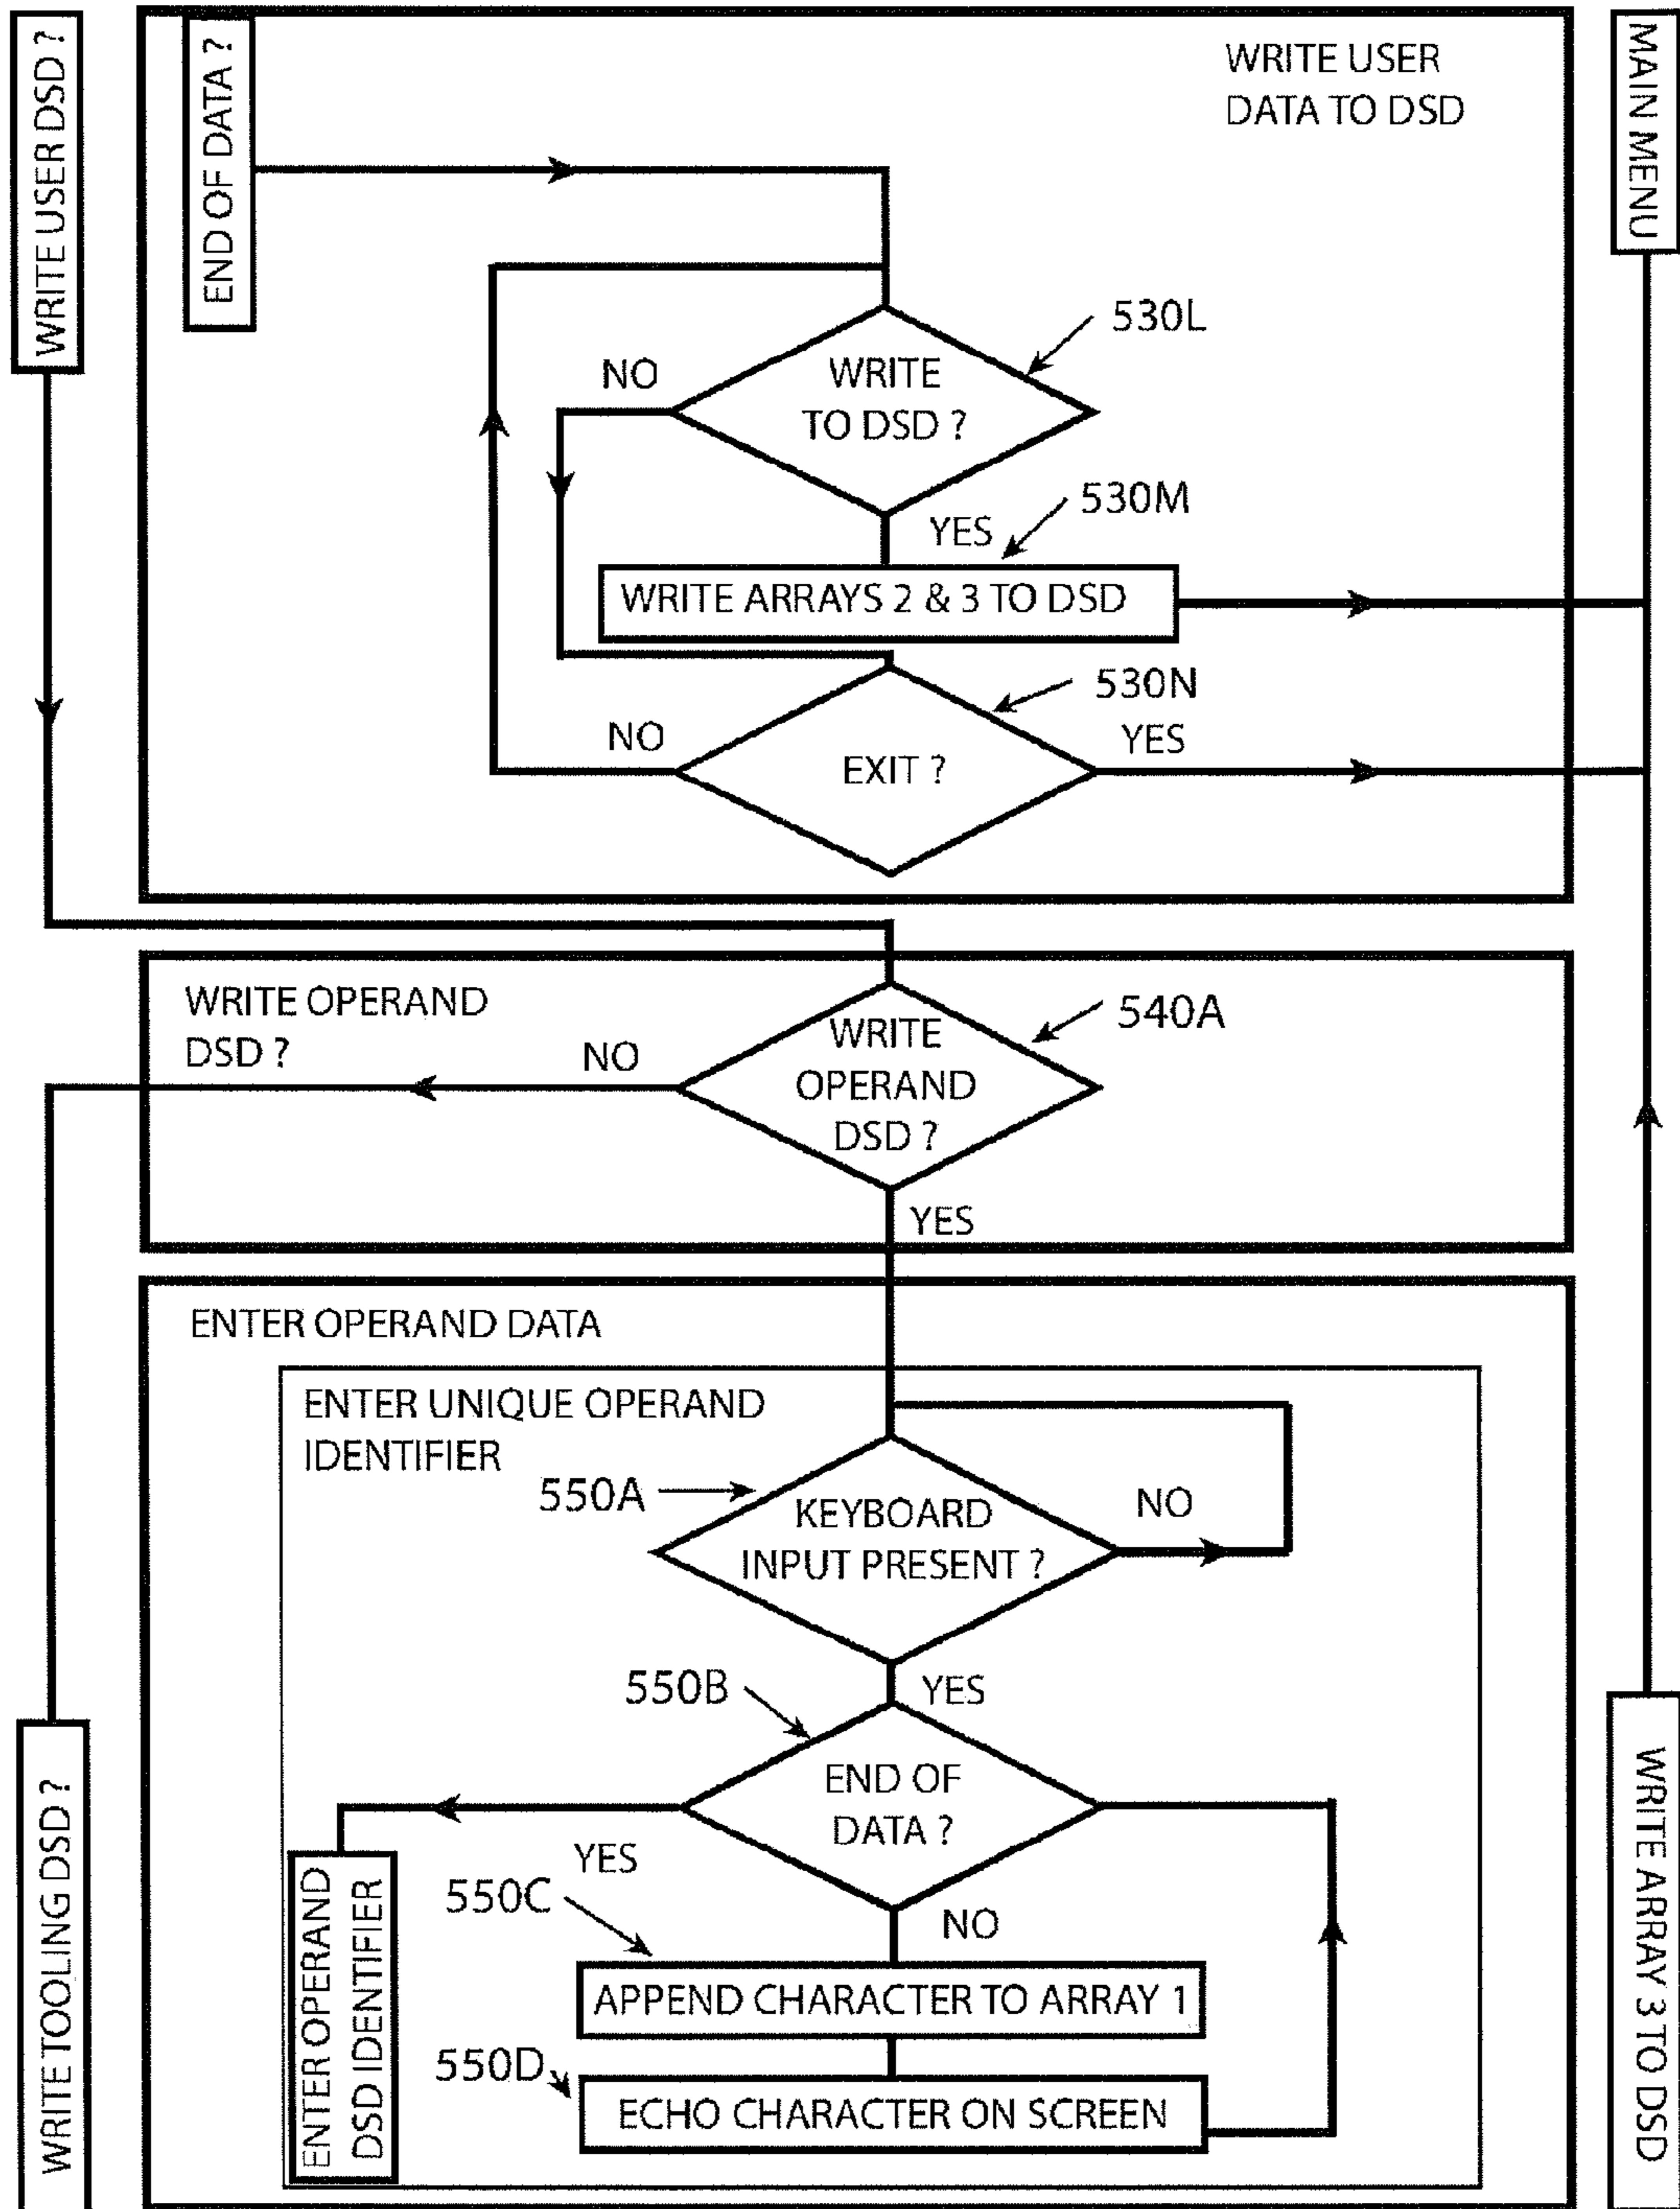 WRITE USER DSD ?
END OF DATA ?
WRITE USER
DATA TO DSD
MAIN MENU
530L
NO
WRITE
TO DSD ?
530M
YES
WRITE ARRAYS 2 & 3 TO DSD
530N
NO
YES
EXIT ?
WRITE OPERAND
DSD ?
NO
540A
WRITE
OPERAND
DSD ?
YES
ENTER OPERAND DATA
ENTER UNIQUE OPERAND
IDENTIFIER
550A
KEYBOARD
INPUT PRESENT ?
NO
550B
YES
END OF
DATA ?
YES
550C
NO
APPEND CHARACTER TO ARRAY 1
550D
ECHO CHARACTER ON SCREEN
ENTER OPERAND
DSD IDENTIFIER
WRITE TOOLING DSD ?
WRITE ARRAY 3 TO DSD